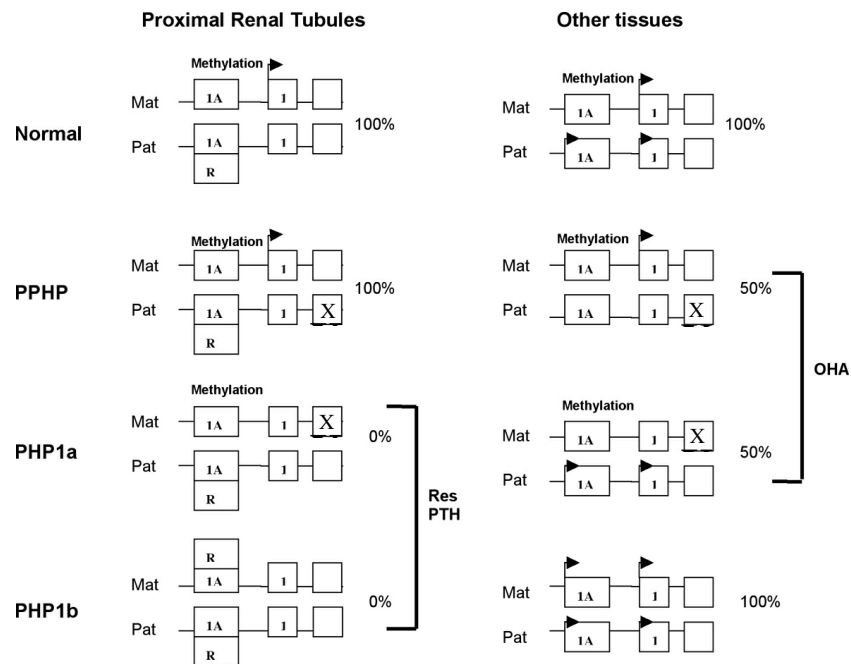 Proximal Renal Tubules
Other tissues
Normal
Methylation
Mat 1A 1
Pat 1A 1
R
100%
Methylation
Mat 1A 1
Pat 1A 1
100%
PPHP
Methylation
Mat 1A 1
Pat 1A 1 X
R
100%
Methylation
Mat 1A 1
Pat 1A 1 X
50%
PHP1a
Methylation
Mat 1A 1 X
Pat 1A 1
R
0%
Methylation
Mat 1A 1 X
Pat 1A 1
50%
OHA
Res
PTH
PHP1b
R
Mat 1A 1
Pat 1A 1
R
0%
Mat 1A 1
Pat 1A 1
100%